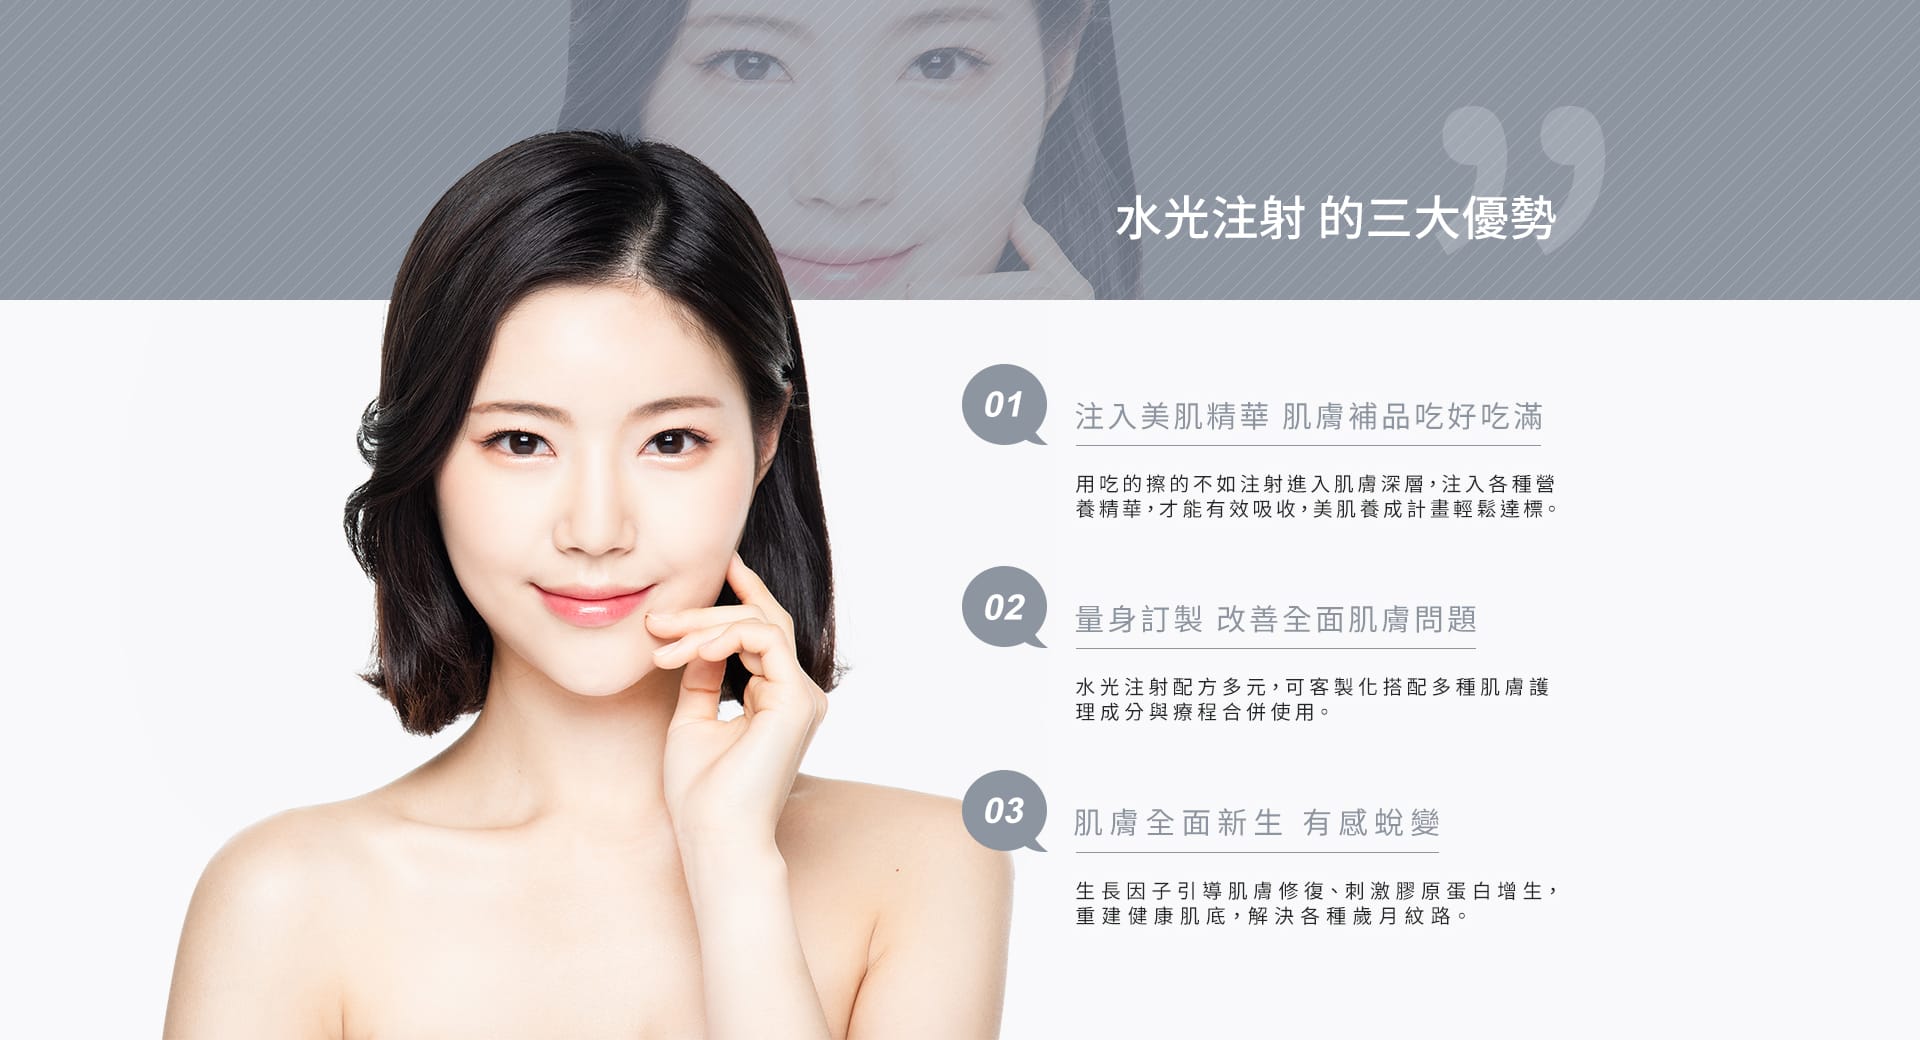 水光注射 的三大優勢
01
注入美肌精華 肌膚補品吃好吃滿
用吃的擦的不如注射進入肌膚深層，注入各種營
養精華，才能有效吸收，美肌養成計畫輕鬆達標。
02
量身訂製 改善全面肌膚問題
水光注射配方多元，可客製化搭配多種肌膚護
理成分與療程合併使用。
03
肌膚全面新生 有感蛻變
生長因子引導肌膚修復、刺激膠原蛋白增生，
重建健康肌底，解決各種歲月紋路。